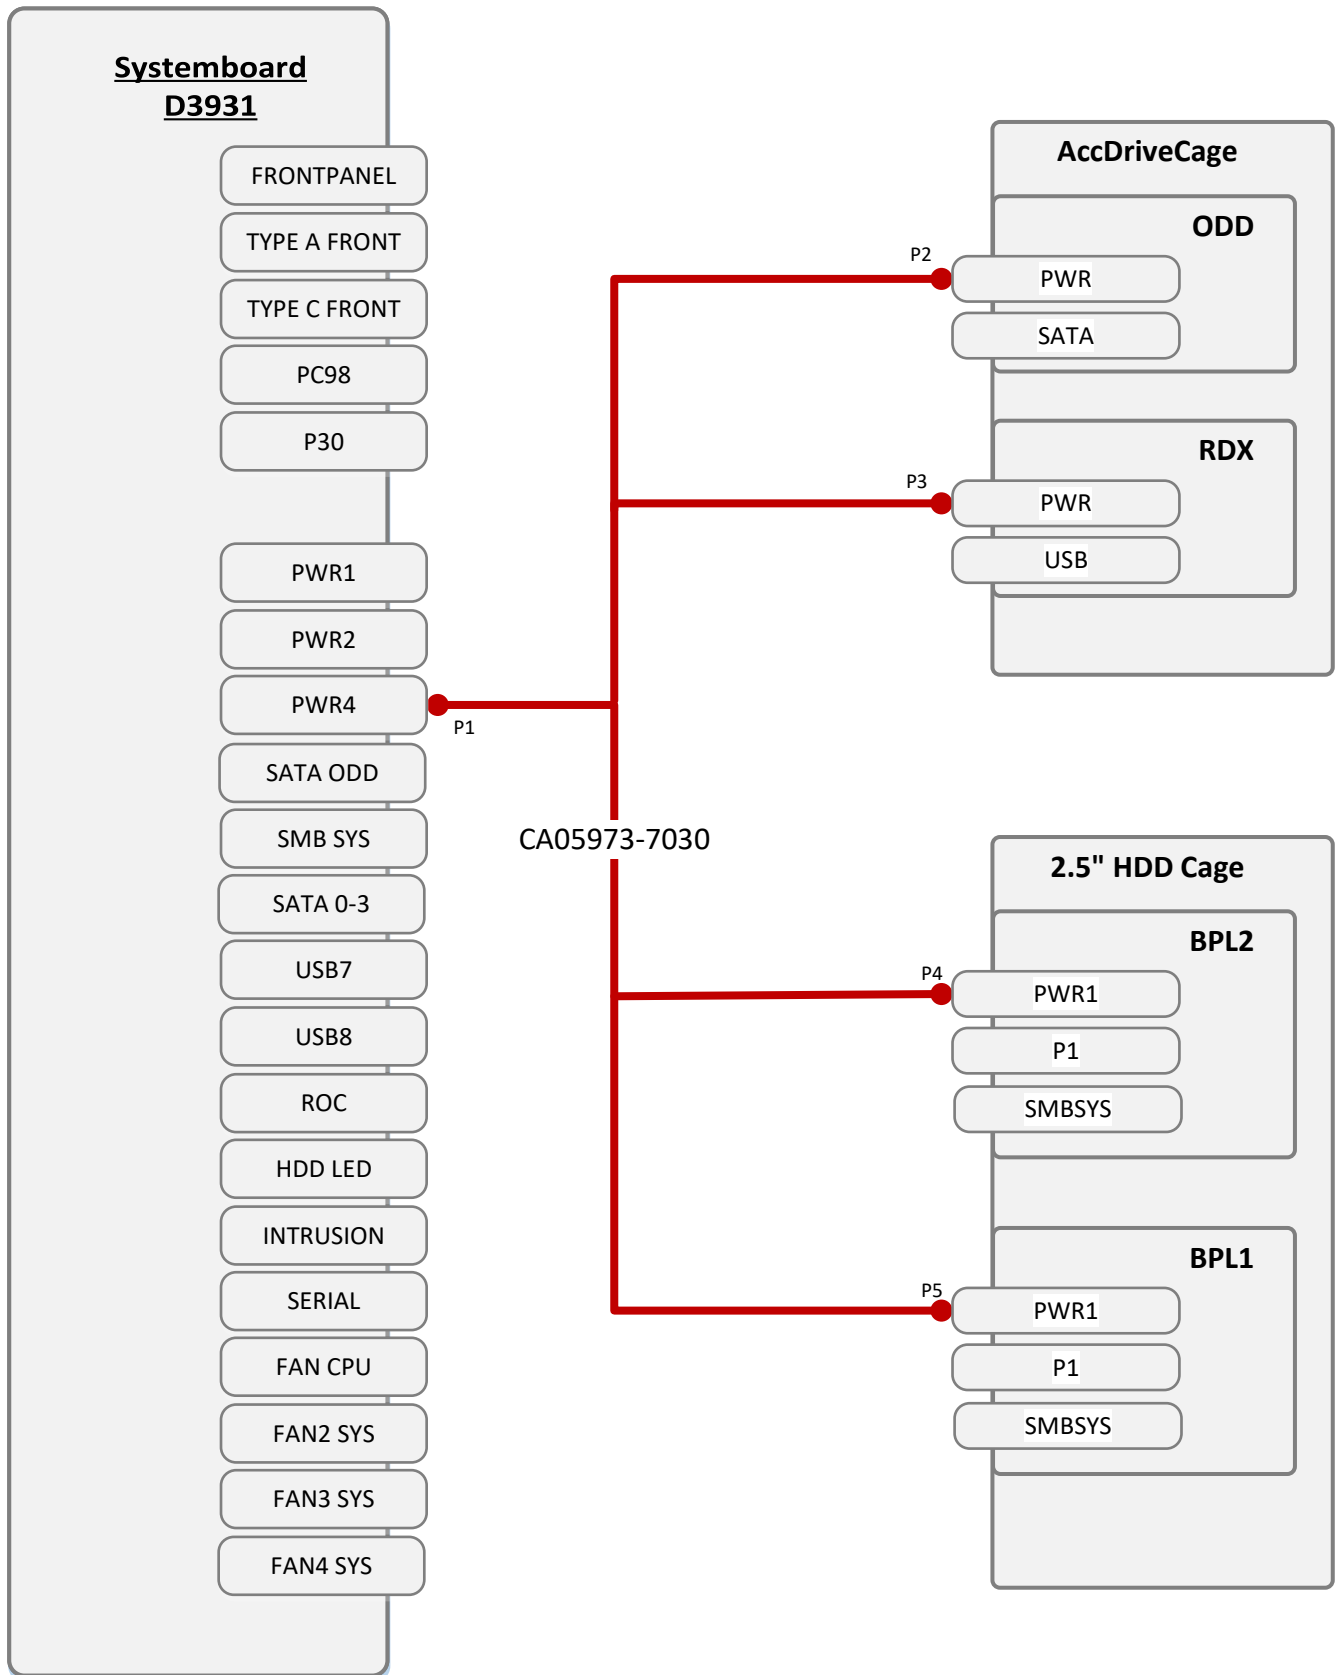 Systemboard
D3931
FRONTPANEL
TYPE A FRONT
TYPE C FRONT
PC98
P30
PWR1
PWR2
PWR4
SATA ODD
SMB SYS
SATA 0-3
USB7
USB8
ROC
HDD LED
INTRUSION
SERIAL
FAN CPU
FAN2 SYS
FAN3 SYS
FAN4 SYS
P1
CA05973-7030
AccDriveCage
ODD
P2
PWR
SATA
RDX
P3
PWR
USB
2.5" HDD Cage
BPL2
P4
PWR1
P1
SMBSYS
BPL1
P5
PWR1
P1
SMBSYS